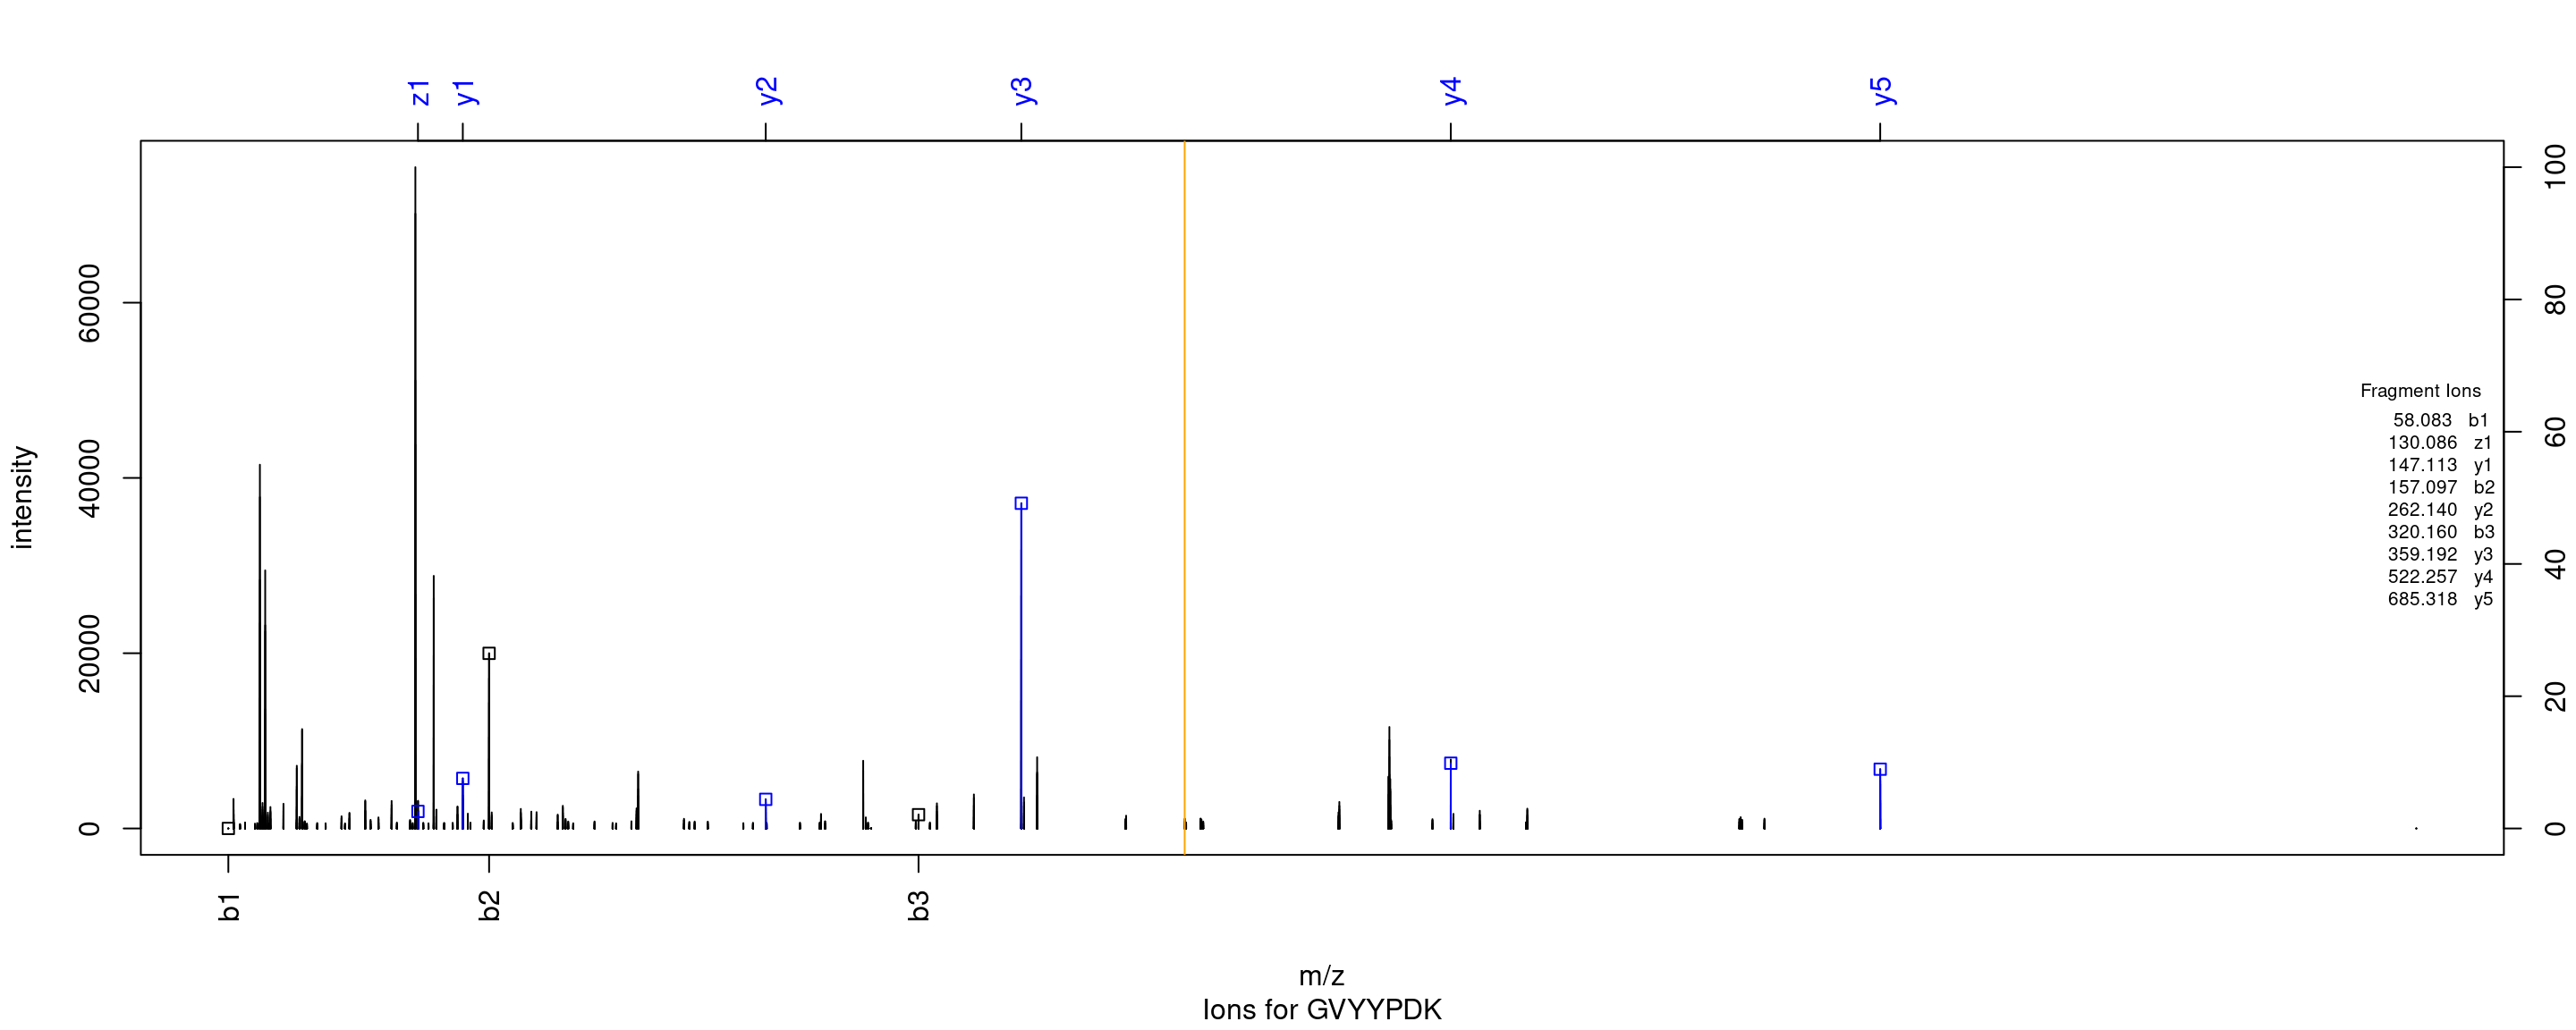 z1 y1 y2 y3 y4 y5
intensity
0 20000 40000 60000
0 20 40 60 80 100
Fragment Ions
58.083 b1
130.086 z1
147.113 y1
157.097 b2
262.140 y2
320.160 b3
359.192 y3
522.257 y4
685.318 y5
b1 b2 b3
m/z
Ions for GVYYPDK